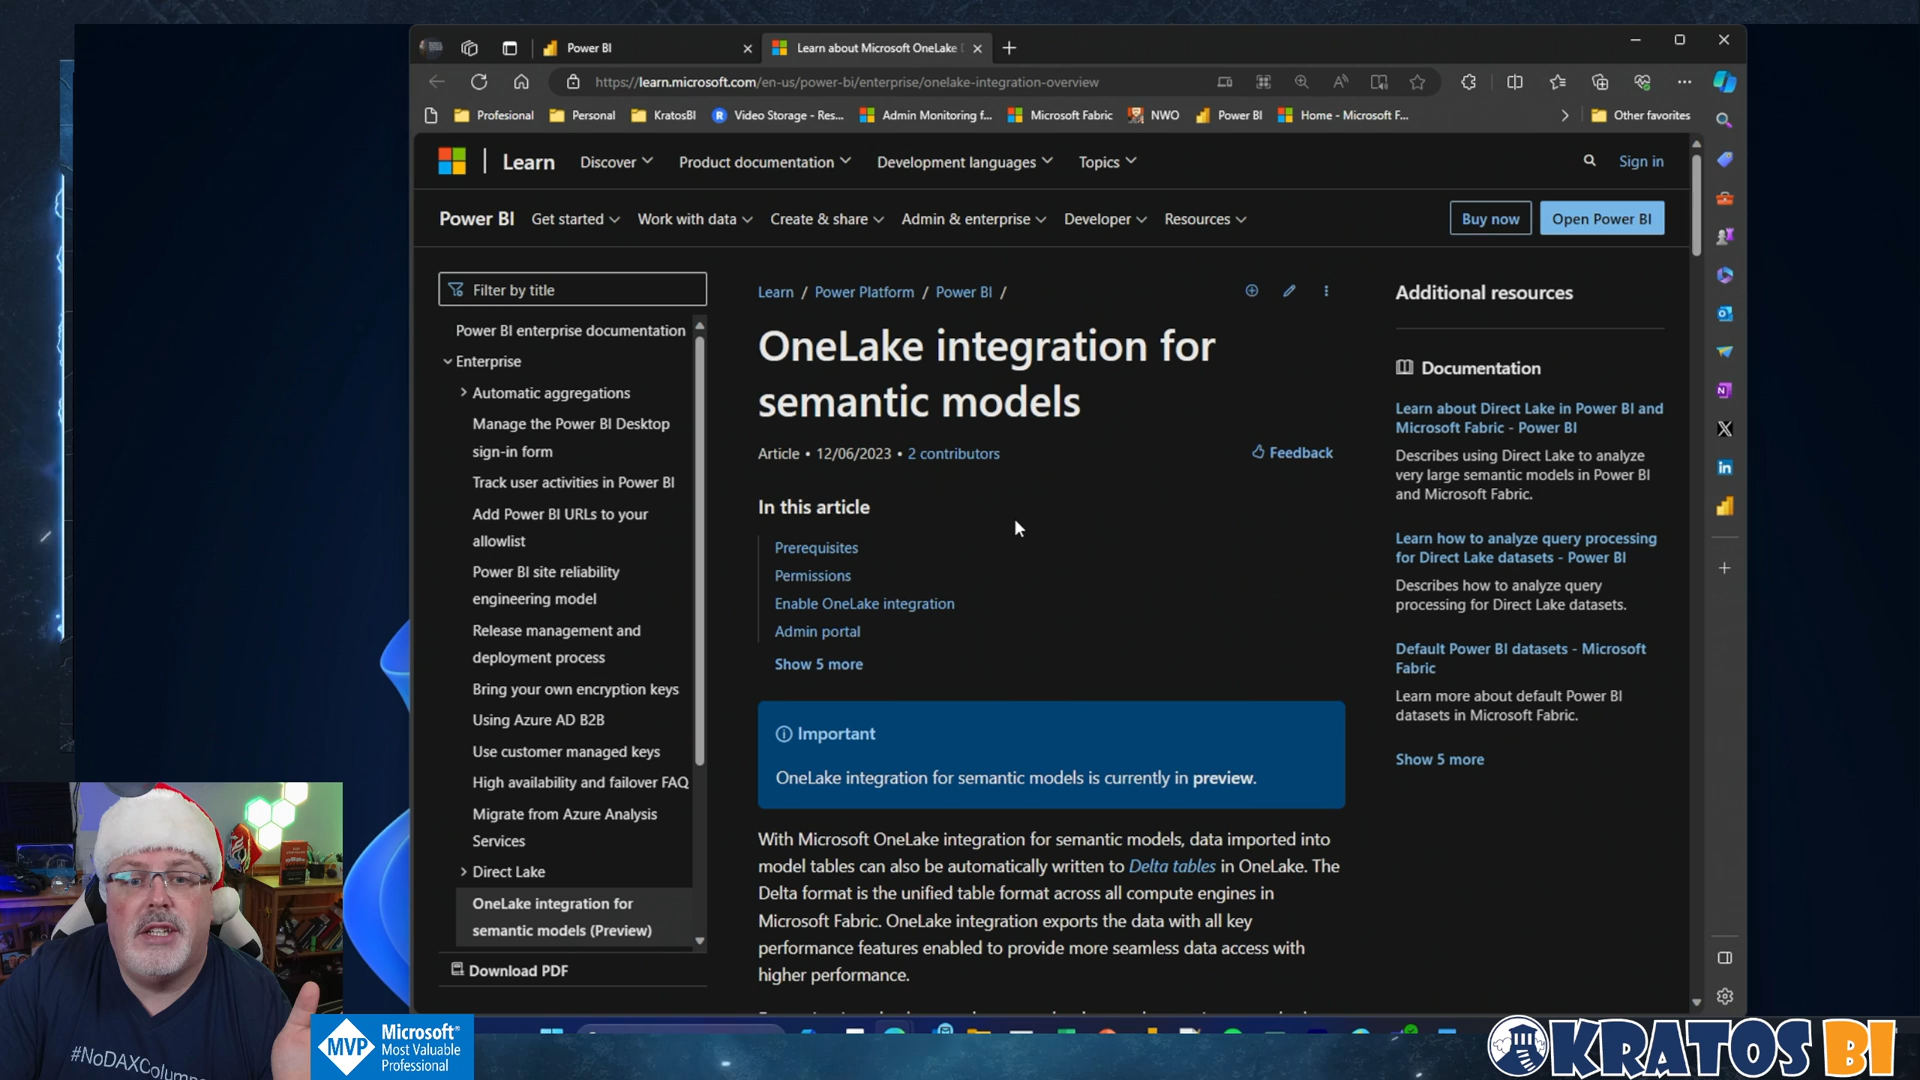 Power BI
Learn about Microsoft OneLake
https://learn.microsoft.com/en-us/power-bi/enterprise/onelake-integration-overview
Profesional
Personal
KratosBI
Video Storage - Res...
Admin Monitoring f...
Microsoft Fabric
NWO
Power BI
Home - Microsoft F...
Other favorites
Learn
Discover
Product documentation
Development languages
Topics
Sign in
Power BI
Get started
Work with data
Create & share
Admin & enterprise
Developer
Resources
Buy now
Open Power BI
Filter by title
Power BI enterprise documentation
Enterprise
Automatic aggregations
Manage the Power BI Desktop
sign-in form
Track user activities in Power BI
Add Power BI URLs to your
allowlist
Power BI site reliability
engineering model
Release management and
deployment process
Bring your own encryption keys
Using Azure AD B2B
Use customer managed keys
High availability and failover FAQ
Migrate from Azure Analysis
Services
Direct Lake
OneLake integration for
semantic models (Preview)
Download PDF
Learn / Power Platform / Power BI /
OneLake integration for
semantic models
Article • 12/06/2023 • 2 contributors
Feedback
In this article
Prerequisites
Permissions
Enable OneLake integration
Admin portal
Show 5 more
Important
OneLake integration for semantic models is currently in preview.
With Microsoft OneLake integration for semantic models, data imported into
model tables can also be automatically written to Delta tables in OneLake. The
Delta format is the unified table format across all compute engines in
Microsoft Fabric. OneLake integration exports the data with all key
performance features enabled to provide more seamless data access with
higher performance.
Additional resources
Documentation
Learn about Direct Lake in Power BI and
Microsoft Fabric - Power BI
Describes using Direct Lake to analyze
very large semantic models in Power BI
and Microsoft Fabric.
Learn how to analyze query processing
for Direct Lake datasets - Power BI
Describes how to analyze query
processing for Direct Lake datasets.
Default Power BI datasets - Microsoft
Fabric
Learn more about default Power BI
datasets in Microsoft Fabric.
Show 5 more
#NoDAXColumn
MVP
Microsoft®
Most Valuable
Professional
KRATOS BI